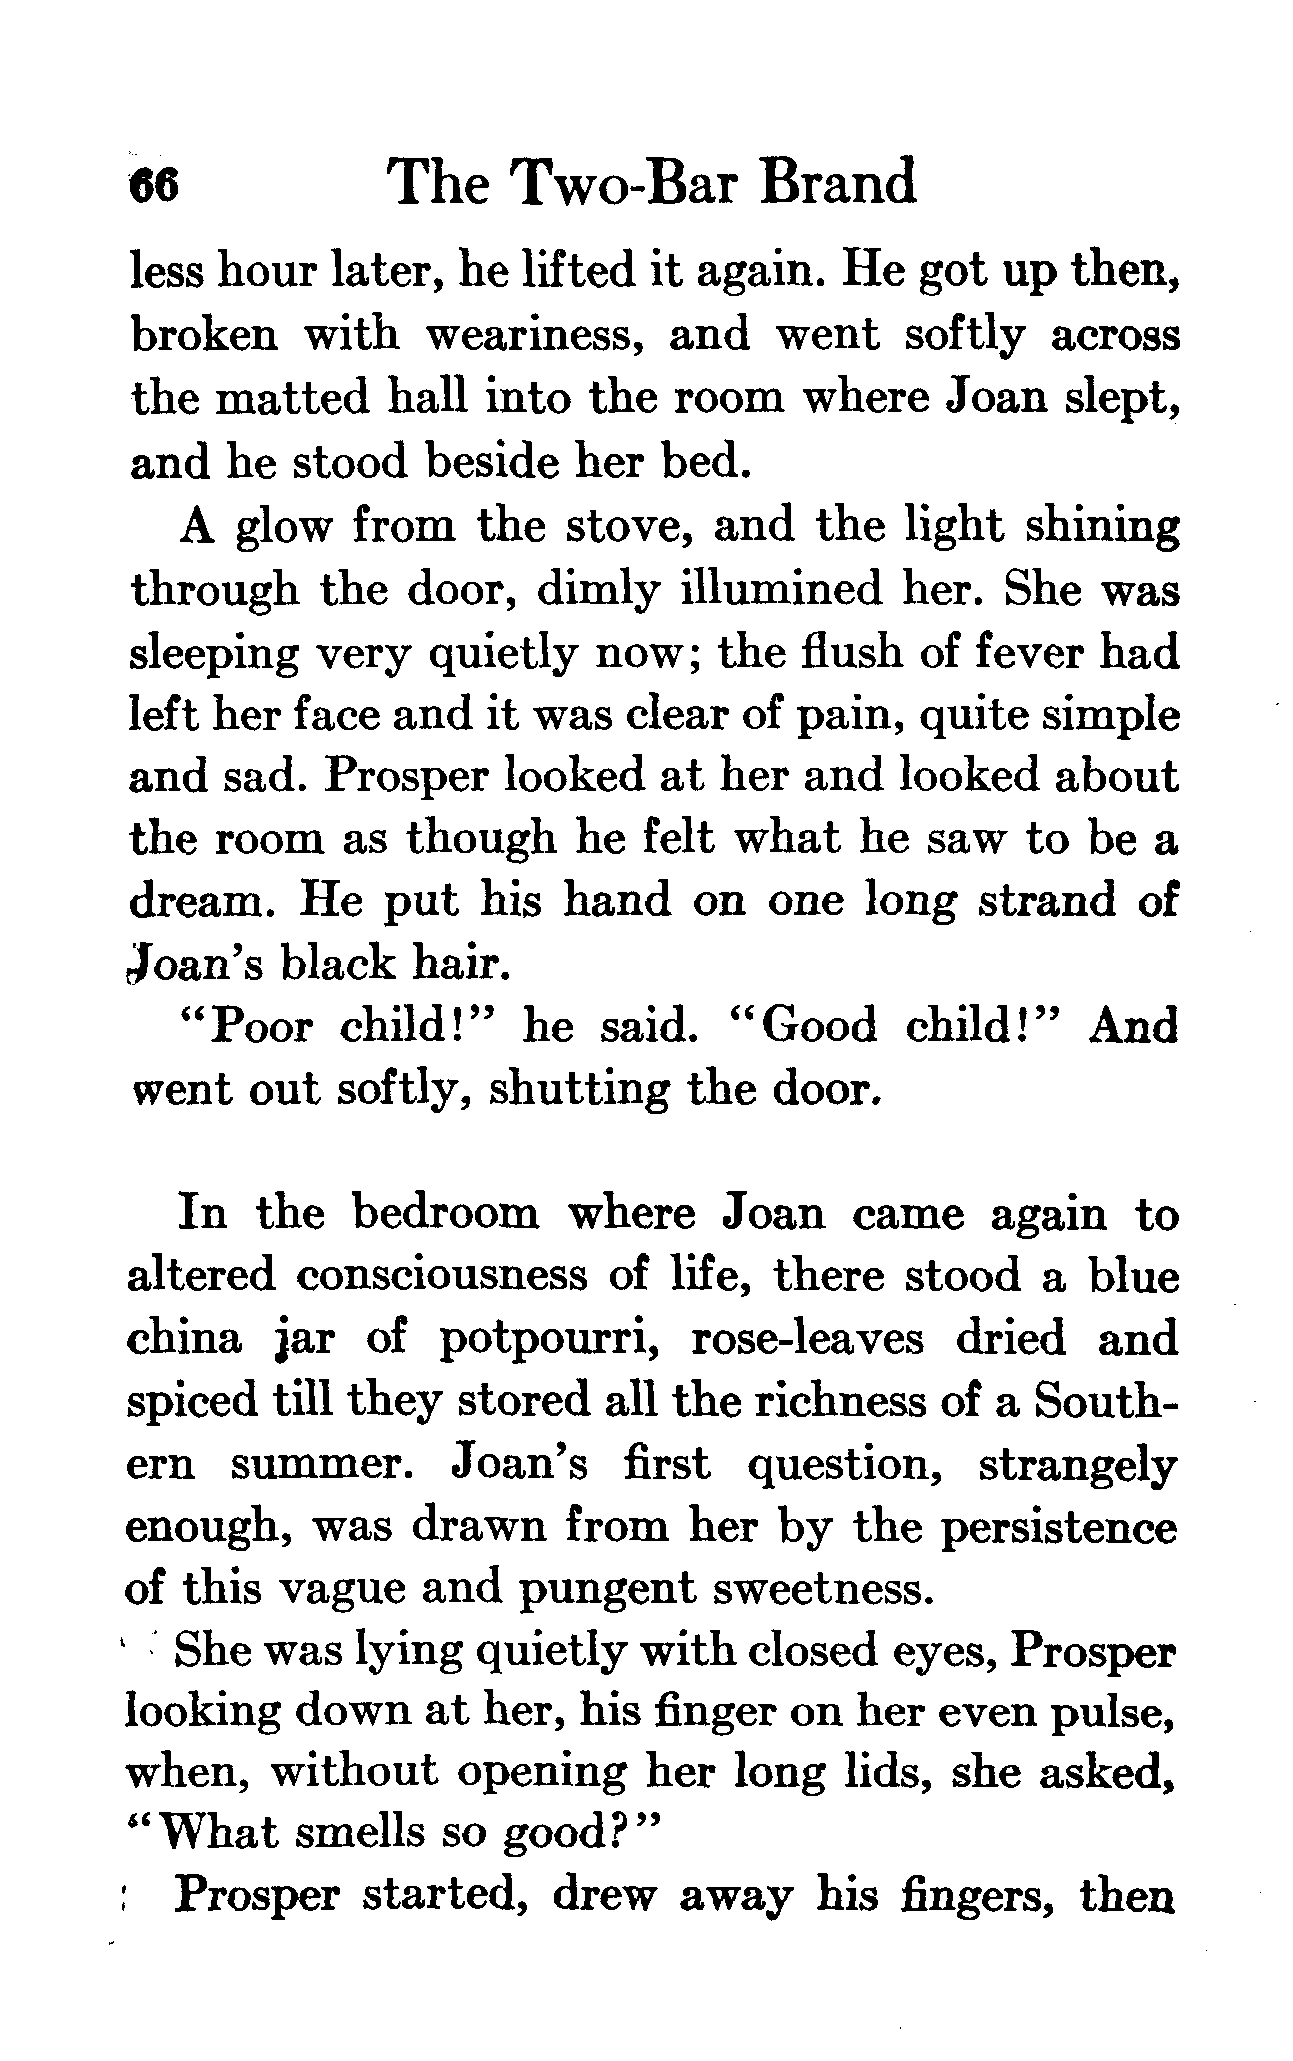 66 The Two-Bar Brand
less hour later, he lifted it again. He got up then,
broken with weariness, and went softly across
the matted hall into the room where Joan slept,
and he stood beside her bed.
A glow from the stove, and the light shining
through the door, dimly illumined her. She was
sleeping very quietly now; the flush of fever had
left her face and it was clear of pain, quite simple
and sad. Prosper looked at her and looked about
the room as though he felt what he saw to be a
dream. He put his hand on one long strand of
Joan's black hair.
"Poor child!" he said. "Good child!" And
went out softly, shutting the door.
In the bedroom where Joan came again to
altered consciousness of life, there stood a blue
china jar of potpourri, rose-leaves dried and
spiced till they stored all the richness of a South-
ern summer. Joan's first question, strangely
enough, was drawn from her by the persistence
of this vague and pungent sweetness.
She was lying quietly with closed eyes, Prosper
looking down at her, his finger on her even pulse,
when, without opening her long lids, she asked,
"What smells so good?"
Prosper started, drew away his fingers, then